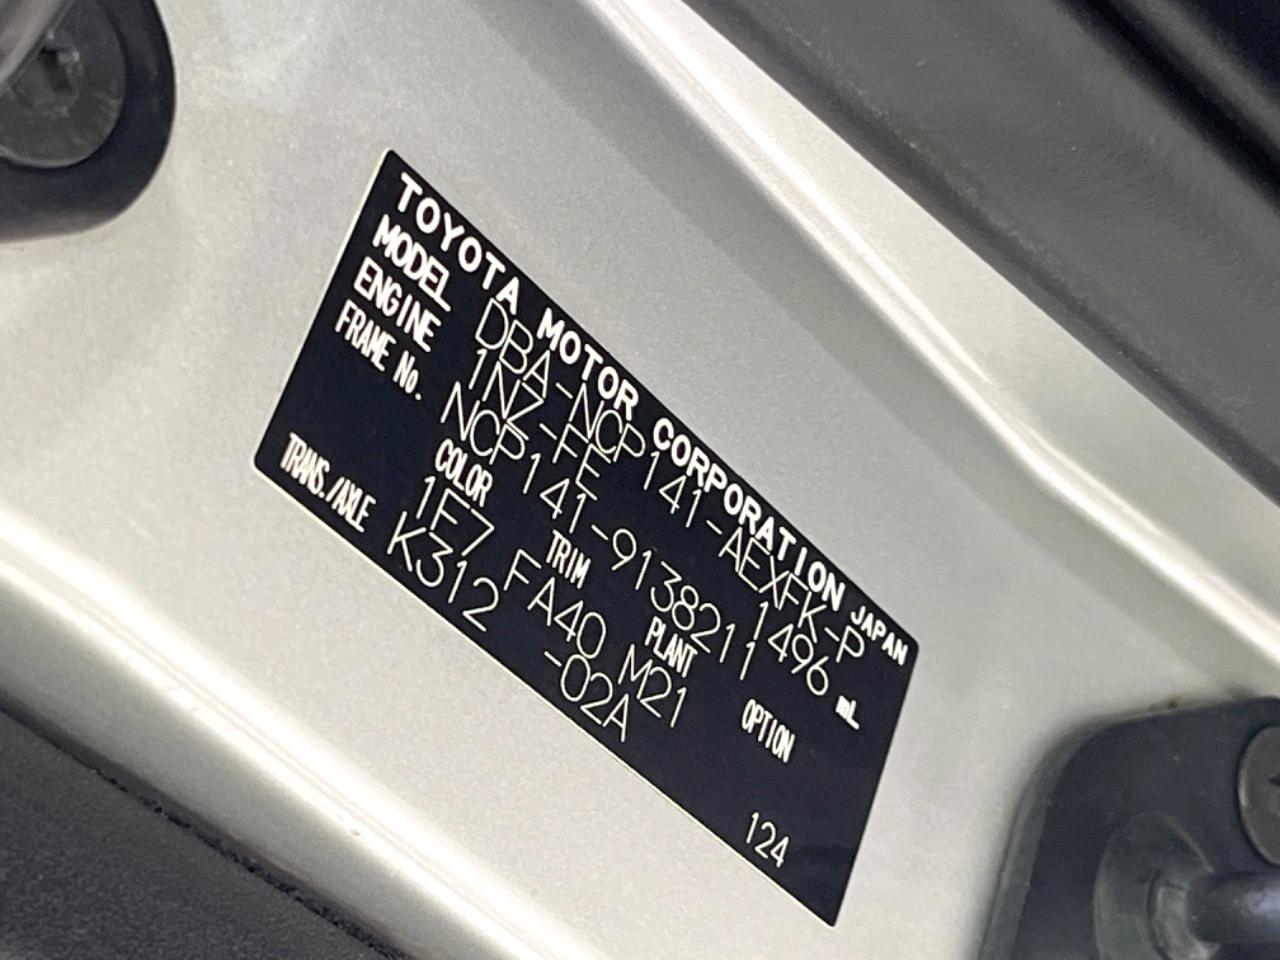 TOYOTA MOTOR CORPORATION JAPAN
MODEL DBA-NCP141-AEXFK-P
ENGINE 1NZ-FE 1496 mL
FRAME No. NCP141-9138211
COLOR TRIM PLANT OPTION
1F7 FA40 M21
TRANS./AXLE K312 -02A
124